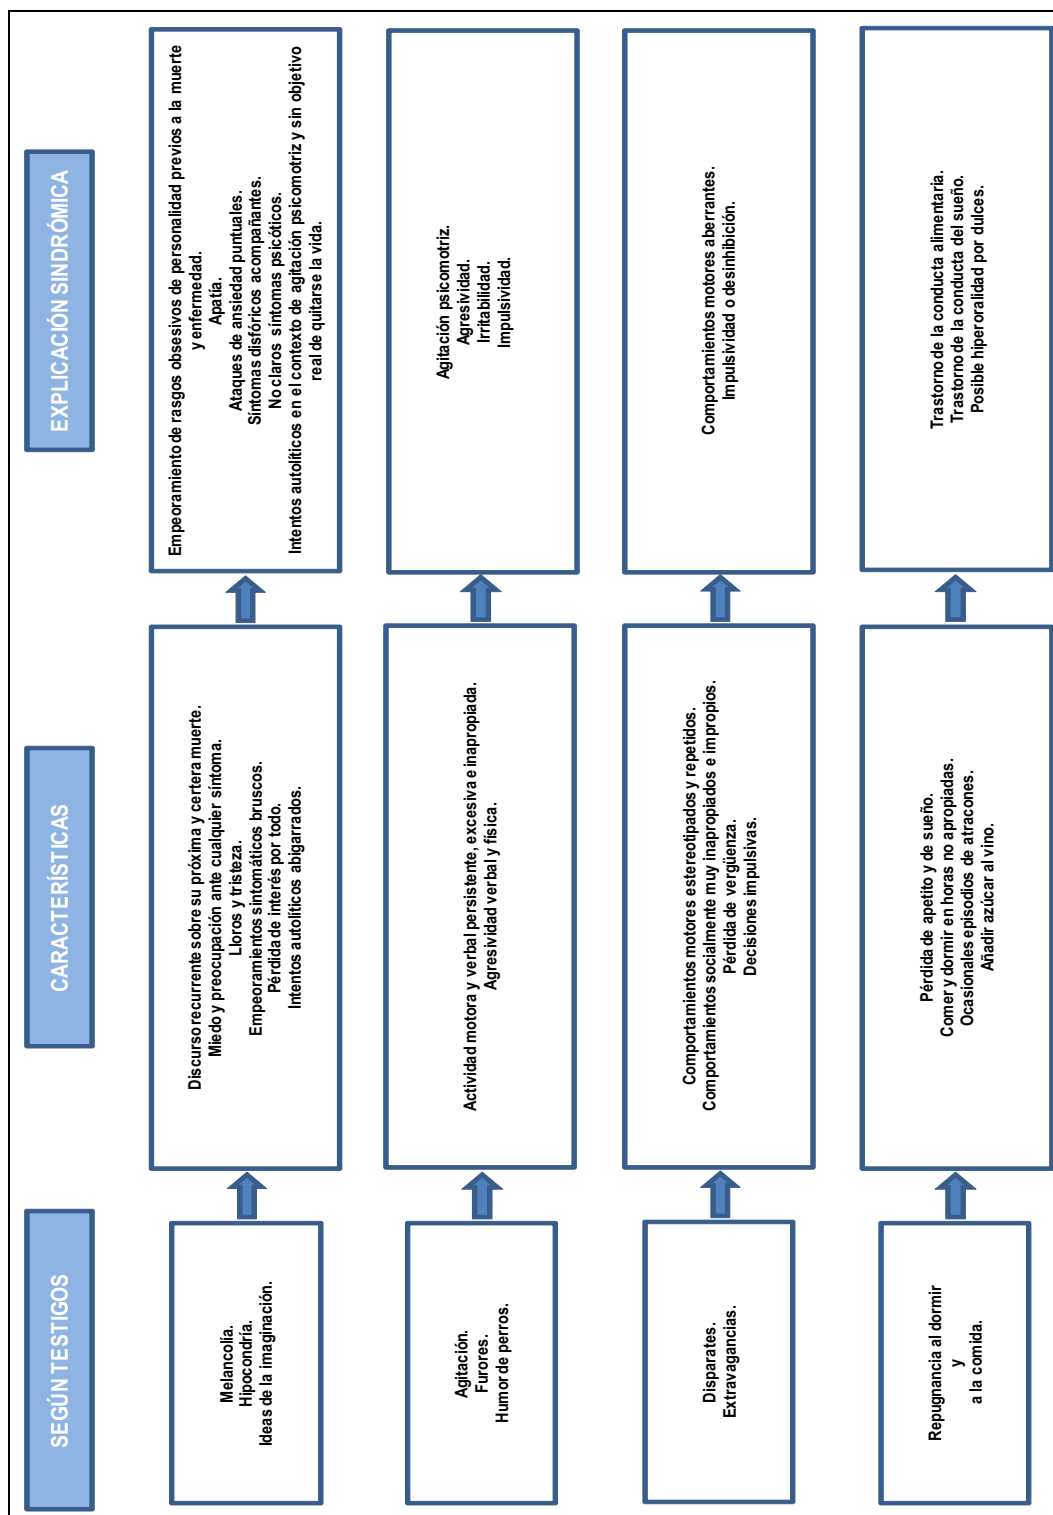 SEGÚN TESTIGOS
CARACTERÍSTICAS
EXPLICACIÓN SINDRÓMICA
Melancolía.
Hipocondría.
Ideas de la imaginación.
Discurso recurrente sobre su próxima y certera muerte.
Miedo y preocupación ante cualquier síntoma.
Lloros y tristeza.
Empeoramientos sintomáticos bruscos.
Pérdida de interés por todo.
Intentos autolíticos abigarrados.
Empeoramiento de rasgos obsesivos de personalidad previos a la muerte
y enfermedad.
Apatía.
Ataques de ansiedad puntuales.
Síntomas disfóricos acompañantes.
No claros síntomas psicóticos.
Intentos autolíticos en el contexto de agitación psicomotriz y sin objetivo
real de quitarse la vida.
Agitación.
Furores.
Humor de perros.
Actividad motora y verbal persistente, excesiva e inapropiada.
Agresividad verbal y física.
Agitación psicomotriz.
Agresividad.
Irritabilidad.
Impulsividad.
Disparates.
Extravagancias.
Comportamientos motores estereotipados y repetidos.
Comportamientos socialmente muy inapropiados e impropios.
Pérdida de vergüenza.
Decisiones impulsivas.
Comportamientos motores aberrantes.
Impulsividad o desinhibición.
Repugnancia al dormir
y
a la comida.
Pérdida de apetito y de sueño.
Comer y dormir en horas no apropiadas.
Ocasionales episodios de atracones.
Añadir azúcar al vino.
Trastorno de la conducta alimentaria.
Trastorno de la conducta del sueño.
Posible hiperoralidad por dulces.